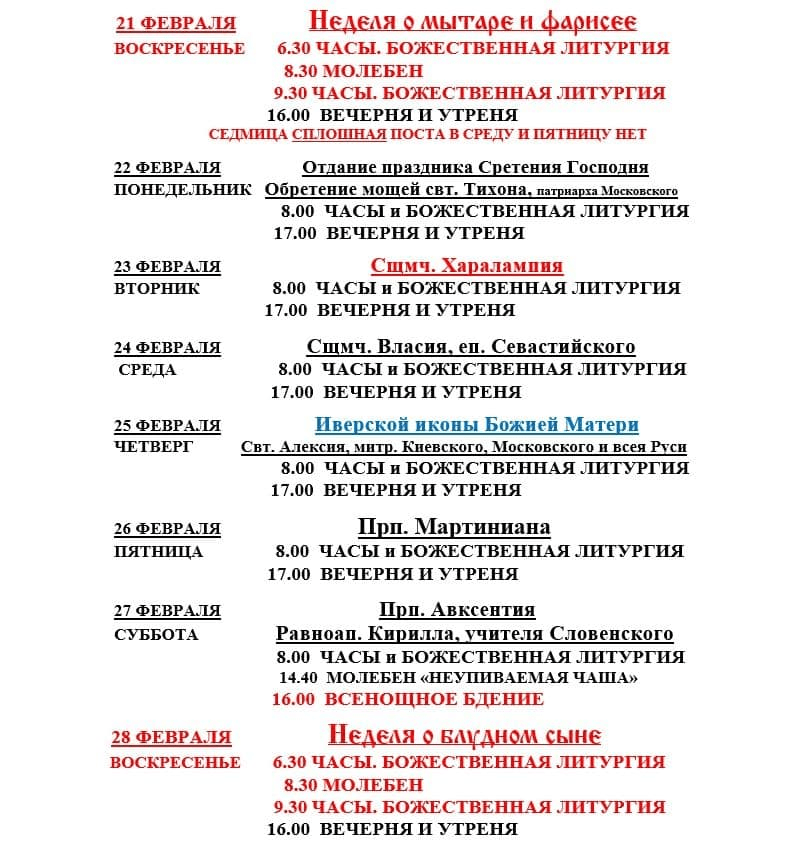 21 ФЕВРАЛЯ Неделя о мытаре и фарисее
ВОСКРЕСЕНЬЕ 6.30 ЧАСЫ. БОЖЕСТВЕННАЯ ЛИТУРГИЯ
8.30 МОЛЕБЕН
9.30 ЧАСЫ. БОЖЕСТВЕННАЯ ЛИТУРГИЯ
16.00 ВЕЧЕРНЯ И УТРЕНЯ
СЕДМИЦА СПЛОШНАЯ ПОСТА В СРЕДУ И ПЯТНИЦУ НЕТ
22 ФЕВРАЛЯ Отдание праздника Сретения Господня
ПОНЕДЕЛЬНИК Обретение мощей свт. Тихона, патриарха Московского
8.00 ЧАСЫ и БОЖЕСТВЕННАЯ ЛИТУРГИЯ
17.00 ВЕЧЕРНЯ И УТРЕНЯ
23 ФЕВРАЛЯ Сщмч. Харалампия
ВТОРНИК 8.00 ЧАСЫ и БОЖЕСТВЕННАЯ ЛИТУРГИЯ
17.00 ВЕЧЕРНЯ И УТРЕНЯ
24 ФЕВРАЛЯ Сщмч. Власия, еп. Севастийского
СРЕДА 8.00 ЧАСЫ и БОЖЕСТВЕННАЯ ЛИТУРГИЯ
17.00 ВЕЧЕРНЯ И УТРЕНЯ
25 ФЕВРАЛЯ Иверской иконы Божией Матери
ЧЕТВЕРГ Свт. Алексия, митр. Киевского, Московского и всея Руси
8.00 ЧАСЫ и БОЖЕСТВЕННАЯ ЛИТУРГИЯ
17.00 ВЕЧЕРНЯ И УТРЕНЯ
26 ФЕВРАЛЯ Прп. Мартиниана
ПЯТНИЦА 8.00 ЧАСЫ и БОЖЕСТВЕННАЯ ЛИТУРГИЯ
17.00 ВЕЧЕРНЯ И УТРЕНЯ
27 ФЕВРАЛЯ Прп. Авксентия
СУББОТА Равноап. Кирилла, учителя Словенского
8.00 ЧАСЫ и БОЖЕСТВЕННАЯ ЛИТУРГИЯ
14.40 МОЛЕБЕН «НЕУПИВАЕМАЯ ЧАША»
16.00 ВСЕНОЩНОЕ БДЕНИЕ
28 ФЕВРАЛЯ Неделя о блудном сыне
ВОСКРЕСЕНЬЕ 6.30 ЧАСЫ. БОЖЕСТВЕННАЯ ЛИТУРГИЯ
8.30 МОЛЕБЕН
9.30 ЧАСЫ. БОЖЕСТВЕННАЯ ЛИТУРГИЯ
16.00 ВЕЧЕРНЯ И УТРЕНЯ